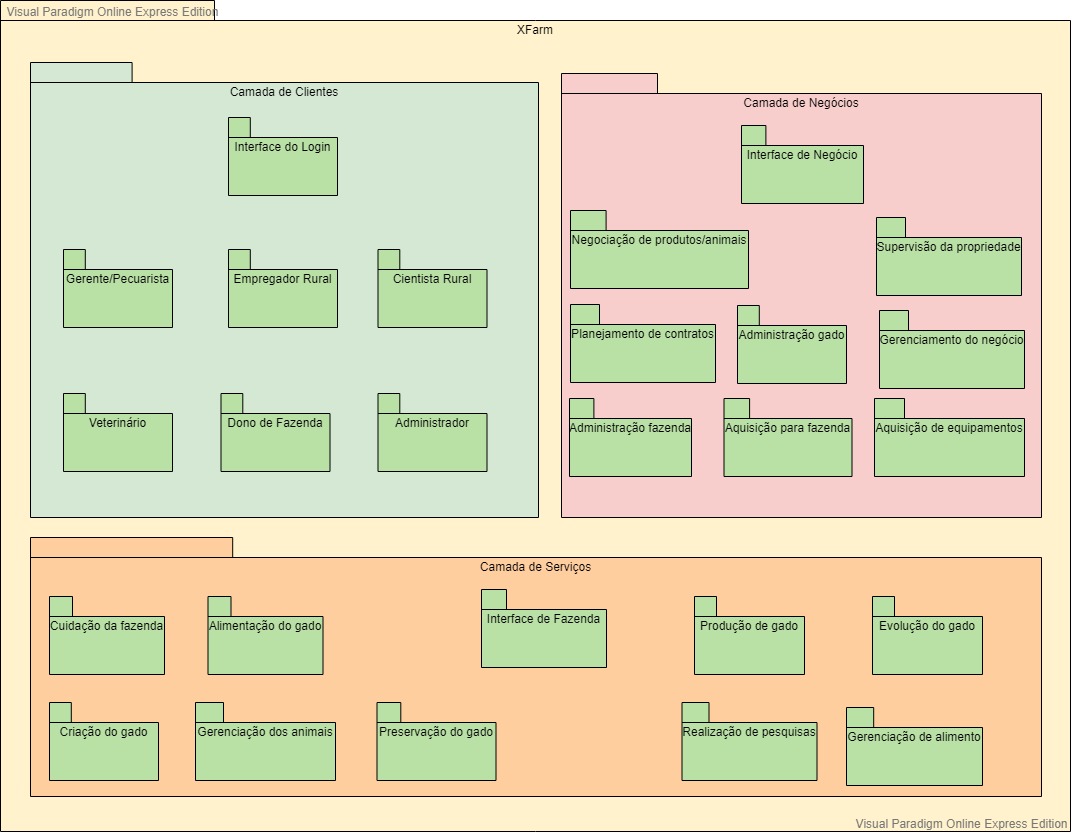 Visual Paradigm Online Express Edition
XFarm
Camada de Clientes
Interface do Login
Gerente/Pecuarista
Empregador Rural
Cientista Rural
Veterinário
Dono de Fazenda
Administrador
Camada de Negócios
Interface de Negócio
Negociação de produtos/animais
Supervisão da propriedade
Planejamento de contratos
Administração gado
Gerenciamento do negócio
Administração fazenda
Aquisição para fazenda
Aquisição de equipamentos
Camada de Serviços
Cuidação da fazenda
Alimentação do gado
Interface de Fazenda
Produção de gado
Evolução do gado
Criação do gado
Gerenciação dos animais
Preservação do gado
Realização de pesquisas
Gerenciação de alimento
Visual Paradigm Online Express Edition